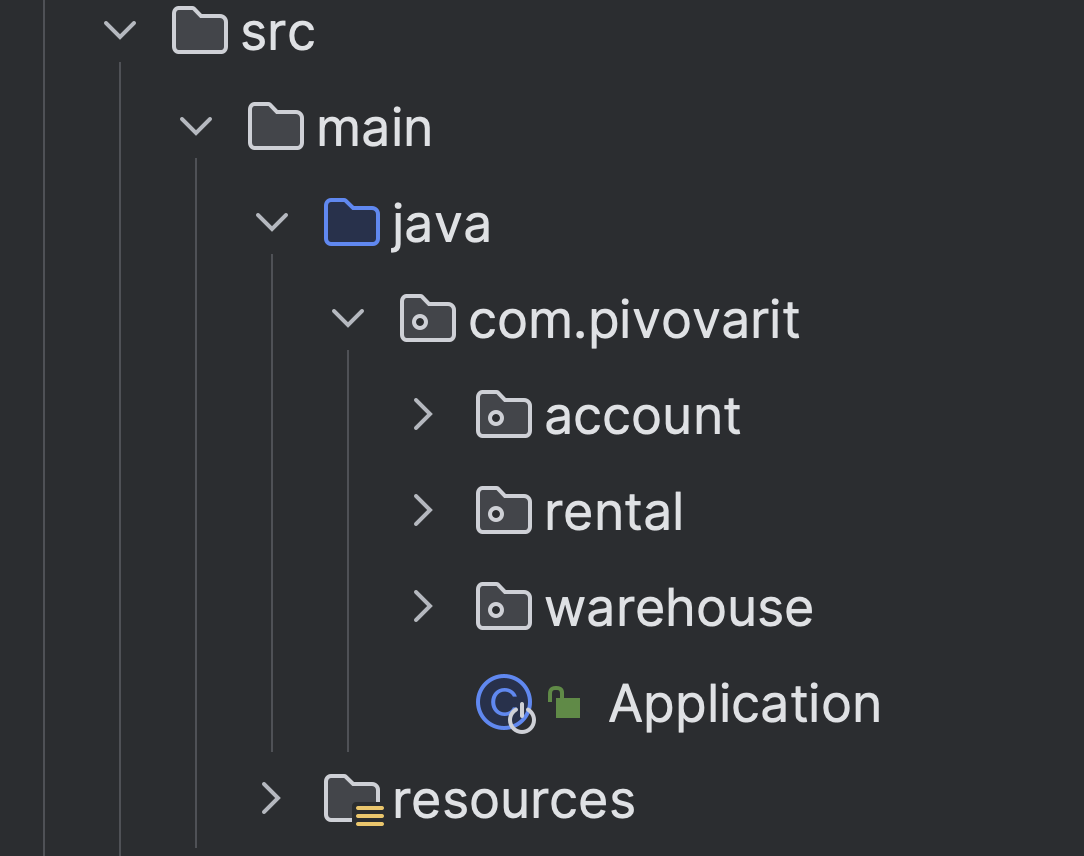 src
main
java
com.pivovarit
account
rental
warehouse
Application
resources